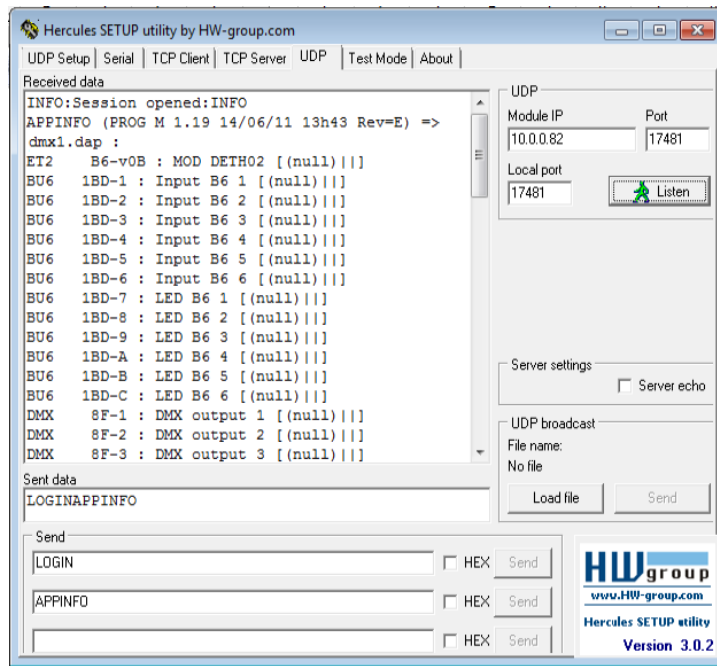 Hercules SETUP utility by HW-group.com
UDP Setup Serial TCP Client TCP Server UDP Test Mode About
Received data
INFO:Session opened:INFO
APPINFO (PROG M 1.19 14/06/11 13h43 Rev=E) =>
dmx1.dap :
ET2 B6-v0B : MOD DETH02 [(null)||]
BU6 1BD-1 : Input B6 1 [(null)||]
BU6 1BD-2 : Input B6 2 [(null)||]
BU6 1BD-3 : Input B6 3 [(null)||]
BU6 1BD-4 : Input B6 4 [(null)||]
BU6 1BD-5 : Input B6 5 [(null)||]
BU6 1BD-6 : Input B6 6 [(null)||]
BU6 1BD-7 : LED B6 1 [(null)||]
BU6 1BD-8 : LED B6 2 [(null)||]
BU6 1BD-9 : LED B6 3 [(null)||]
BU6 1BD-A : LED B6 4 [(null)||]
BU6 1BD-B : LED B6 5 [(null)||]
BU6 1BD-C : LED B6 6 [(null)||]
DMX 8F-1 : DMX output 1 [(null)||]
DMX 8F-2 : DMX output 2 [(null)||]
DMX 8F-3 : DMX output 3 [(null)||]
Sent data
LOGINAPPINFO
Send
LOGIN HEX Send
APPINFO HEX Send
HEX Send
UDP
Module IP Port
10.0.0.82 17481
Local port
17481 Listen
Server settings
Server echo
UDP broadcast
File name:
No file
Load file Send
HW group
www.HW-group.com
Hercules SETUP utility
Version 3.0.2